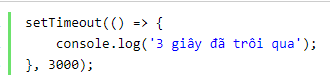 setTimeout(() => {
    console.log('3 giây đã trôi qua');
}, 3000);